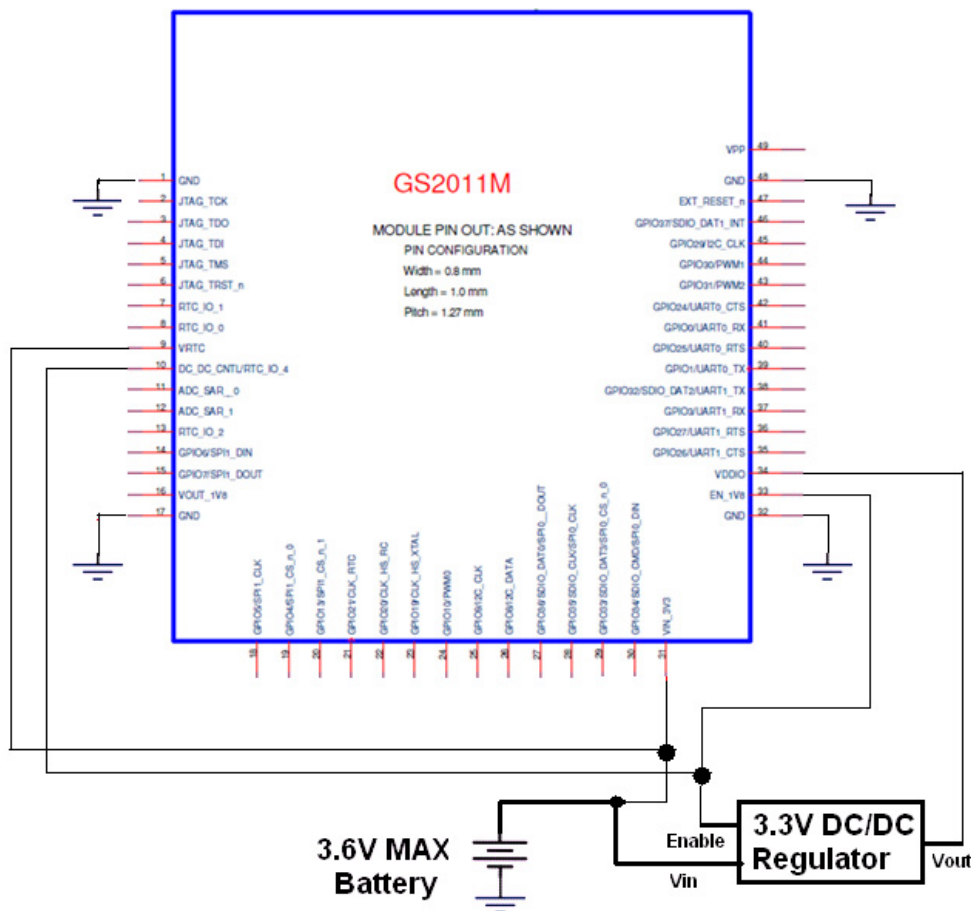 GS2011M
MODULE PIN OUT: AS SHOWN
PIN CONFIGURATION
Width = 0.8 mm
Length = 1.0 mm
Pitch = 1.27 mm
1 GND
2 JTAG_TCK
3 JTAG_TDO
4 JTAG_TDI
5 JTAG_TMS
6 JTAG_TRST_n
7 RTC_IO_1
8 RTC_IO_0
9 VRTC
10 DC_DC_CNTL/RTC_IO_4
11 ADC_SAR_0
12 ADC_SAR_1
13 RTC_IO_2
14 GPIO6/SPI1_DIN
15 GPIO7/SPI1_DOUT
16 VOUT_1V8
17 GND
GPIO5/SPI1_CLK 18
GPIO4/SPI1_CS_n_0 19
GPIO13/SPI1_CS_n_1 20
GPIO21/CLK_RTC 21
GPIO20/CLK_HS_RC 22
GPIO19/CLK_HS_XTAL 23
GPIO10/PWM0 24
GPIO9/I2C_CLK 25
GPIO8/I2C_DATA 26
GPIO36/SDIO_DAT0/SPI0_DOUT 27
GPIO35/SDIO_CLK/SPI0_CLK 28
GPIO33/SDIO_DAT3/SPI0_CS_n_0 29
GPIO34/SDIO_CMD/SPI0_DIN 30
VIN_3V3 31
VPP 49
GND 48
EXT_RESET_n 47
GPIO37/SDIO_DAT1_INT 46
GPIO29/I2C_CLK 45
GPIO30/PWM1 44
GPIO31/PWM2 43
GPIO24/UART0_CTS 42
GPIO0/UART0_RX 41
GPIO25/UART0_RTS 40
GPIO1/UART0_TX 39
GPIO32/SDIO_DAT2/UART1_TX 38
GPIO3/UART1_RX 37
GPIO27/UART1_RTS 36
GPIO26/UART1_CTS 35
VDDIO 34
EN_1V8 33
GND 32
3.6V MAX
Battery
Enable
Vin
3.3V DC/DC
Regulator
Vout